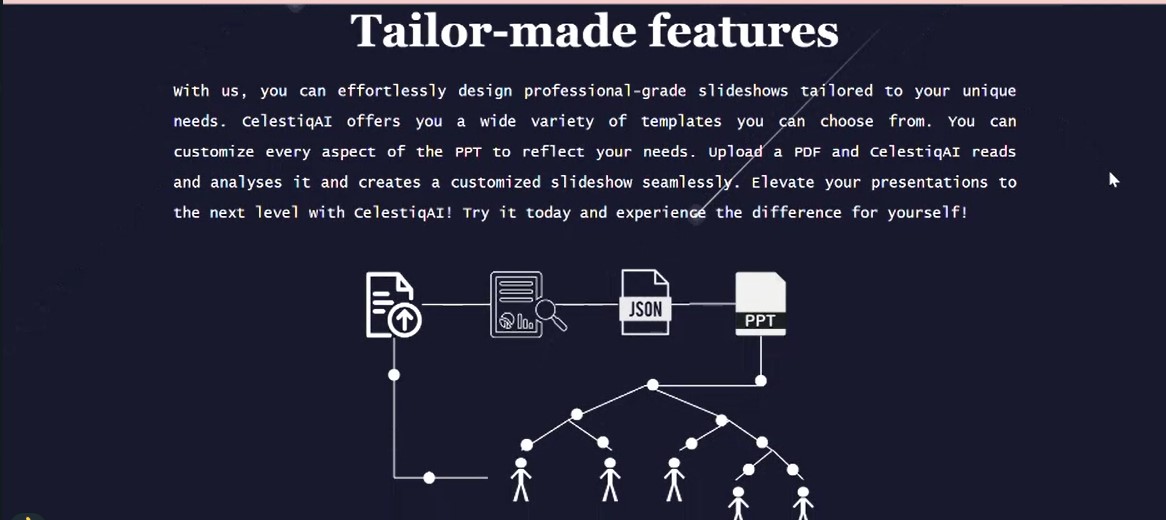 Tailor-made features
With us, you can effortlessly design professional-grade slideshows tailored to your unique
needs. CelestiqAI offers you a wide variety of templates you can choose from. You can
customize every aspect of the PPT to reflect your needs. Upload a PDF and CelestiqAI reads
and analyses it and creates a customized slideshow seamlessly. Elevate your presentations to
the next level with CelestiqAI! Try it today and experience the difference for yourself!
JSON
PPT